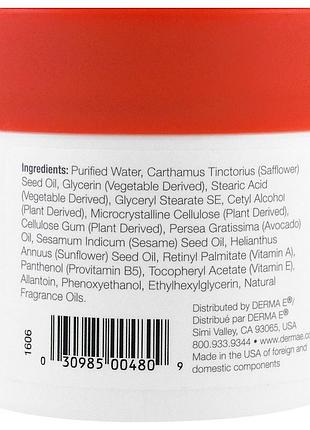 Ingredients: Purified Water, Carthamus Tinctorius (Safflower)
Seed Oil, Glycerin (Vegetable Derived), Stearic Acid
(Vegetable Derived), Glyceryl Stearate SE, Cetyl Alcohol
(Plant Derived), Microcrystalline Cellulose (Plant Derived),
Cellulose Gum (Plant Derived), Persea Gratissima (Avocado)
Oil, Sesamum Indicum (Sesame) Seed Oil, Helianthus
Annuus (Sunflower) Seed Oil, Retinyl Palmitate (Vitamin A),
Panthenol (Provitamin B5), Tocopheryl Acetate (Vitamin E),
Allantoin, Phenoxyethanol, Ethylhexylglycerin, Natural
Fragrance Oils.
1606
0 30985 00480 9
Distributed by DERMA E®/
Distribué par DERMA E®
Simi Valley, CA 93065, USA
800.933.9344 | www.dermae.com
Made in the USA of foreign and
domestic components